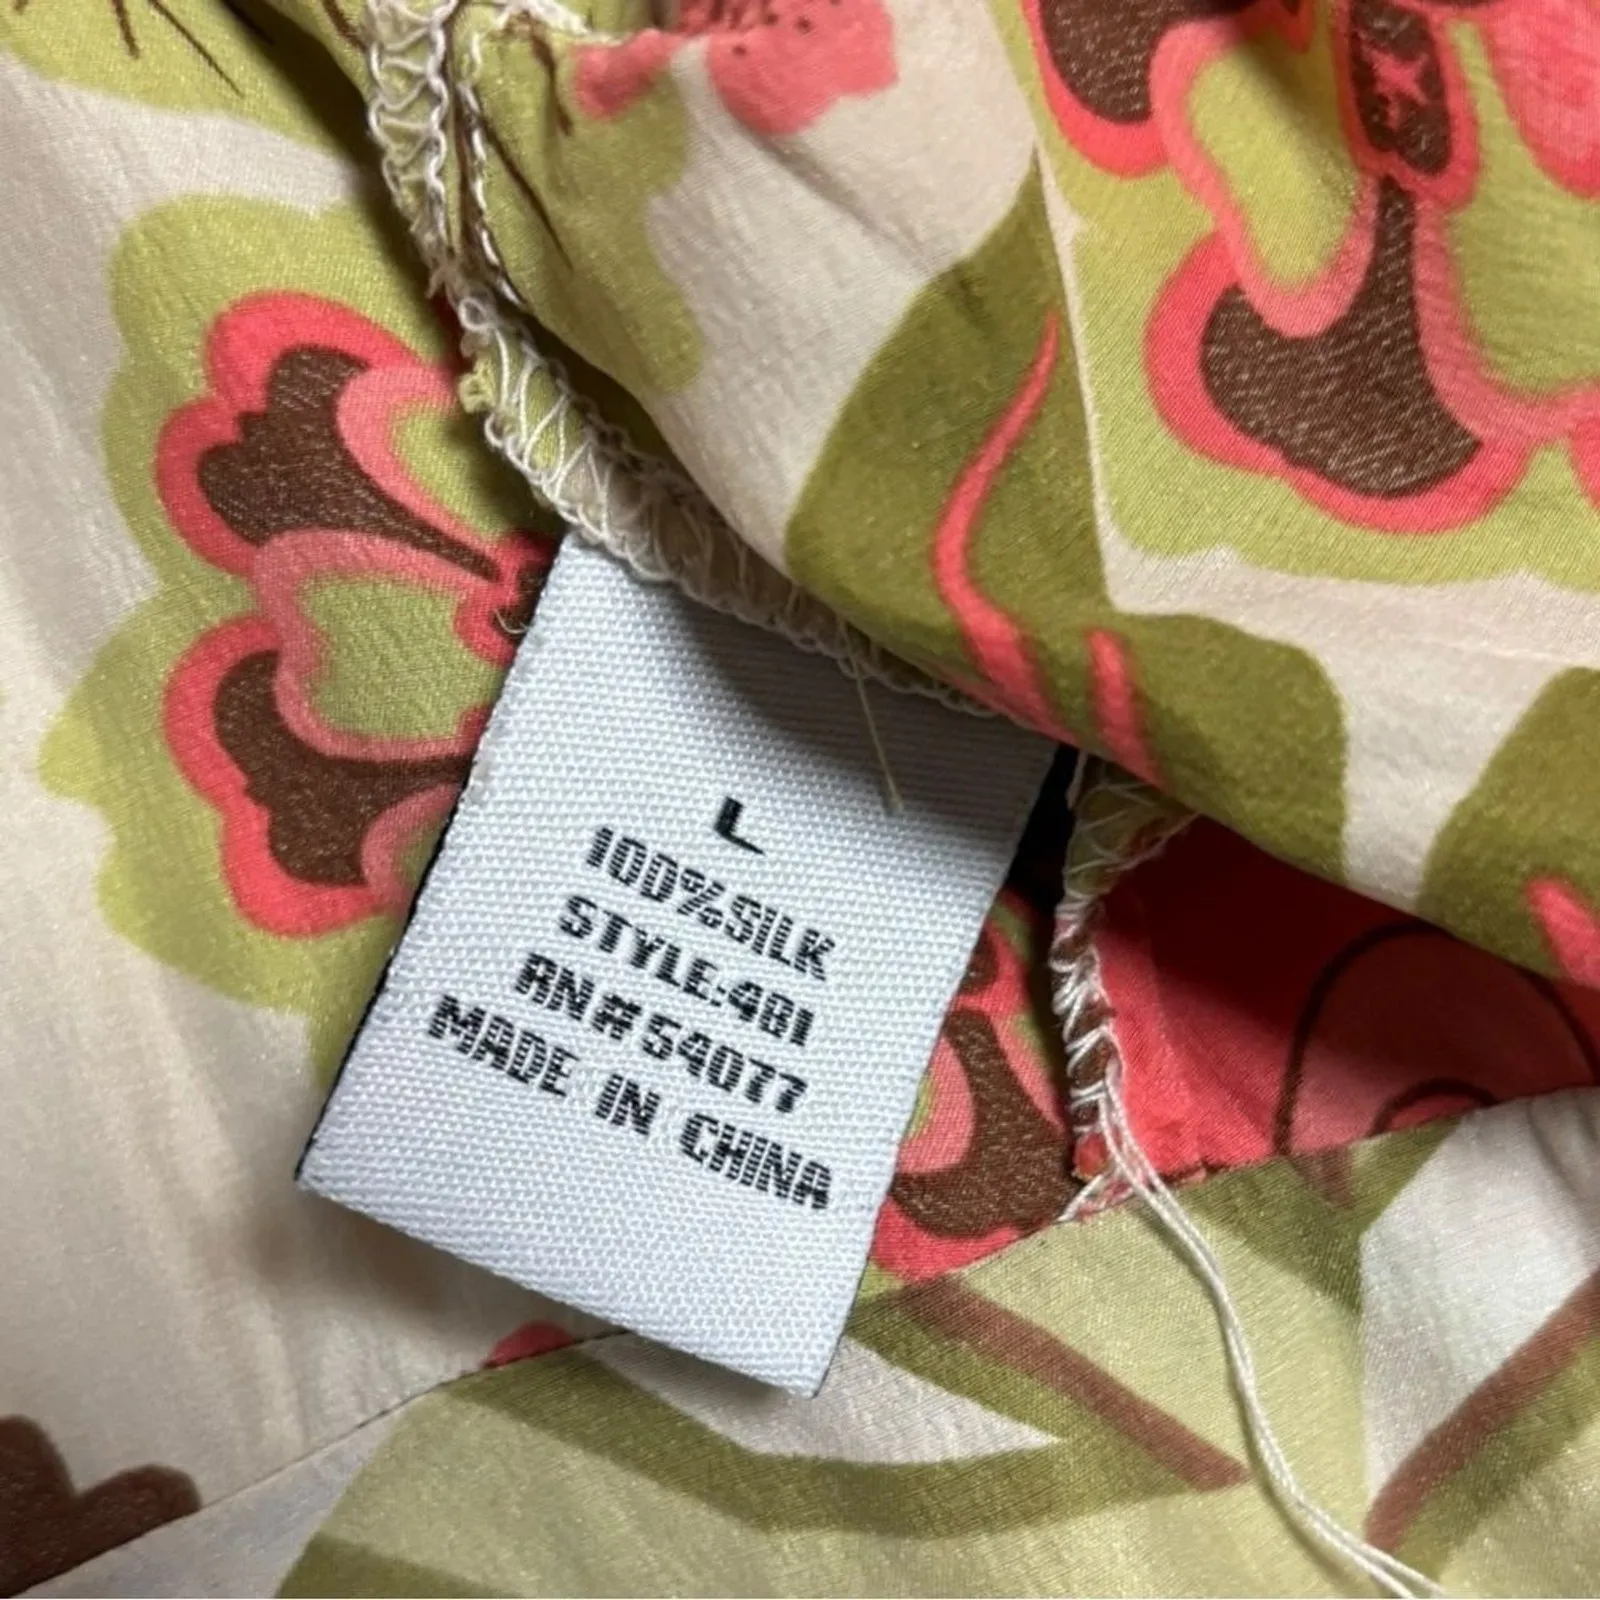 L
100%SILK
STYLE:481
RN#54077
MADE IN CHINA